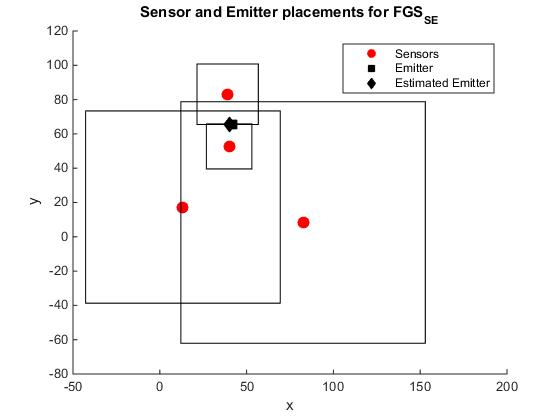 Sensor and Emitter placements for FGS_SE
120
100
80
60
40
20
0
-20
-40
-60
-80
y
Sensors
Emitter
Estimated Emitter
-50 0 50 100 150 200
x